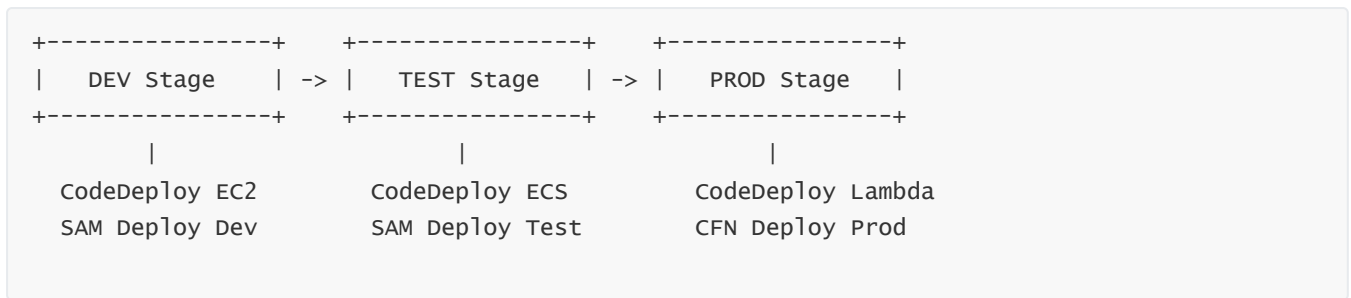 +----------------+    +----------------+    +----------------+
|   DEV Stage    | -> |   TEST Stage   | -> |   PROD Stage   |
+----------------+    +----------------+    +----------------+
        |                     |                     |
  CodeDeploy EC2        CodeDeploy ECS         CodeDeploy Lambda
  SAM Deploy Dev        SAM Deploy Test        CFN Deploy Prod